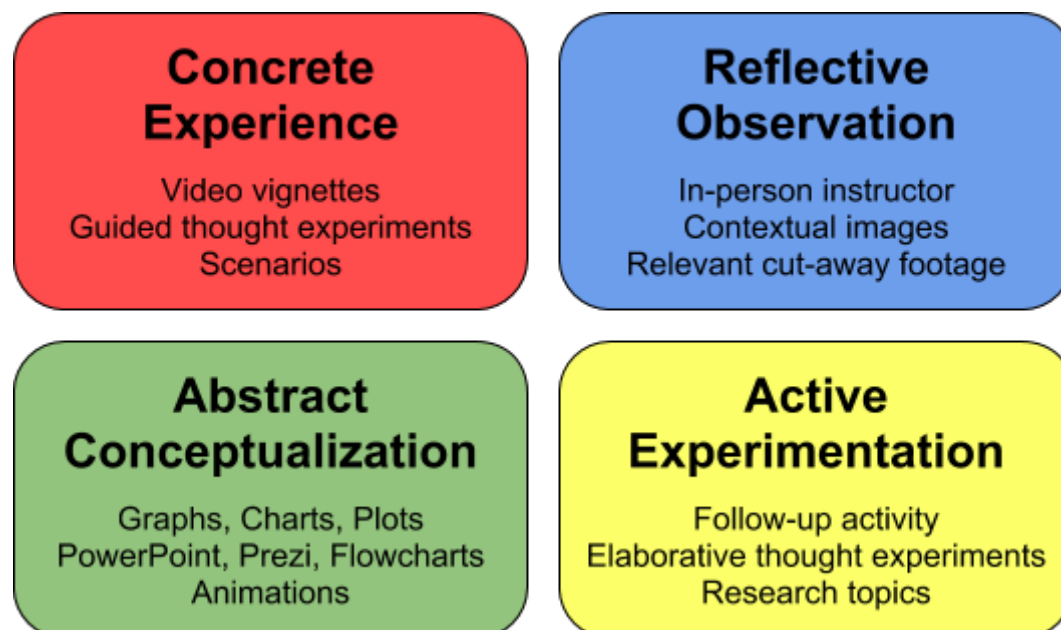 Concrete
Experience
Video vignettes
Guided thought experiments
Scenarios
Reflective
Observation
In-person instructor
Contextual images
Relevant cut-away footage
Abstract
Conceptualization
Graphs, Charts, Plots
PowerPoint, Prezi, Flowcharts
Animations
Active
Experimentation
Follow-up activity
Elaborative thought experiments
Research topics